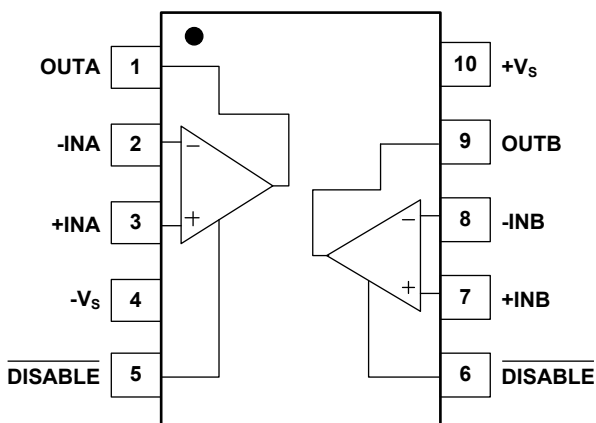 OUTA 1
-INA 2
+INA 3
-VS 4
DISABLE 5
10 +VS
9 OUTB
8 -INB
7 +INB
6 DISABLE
−
+
−
+